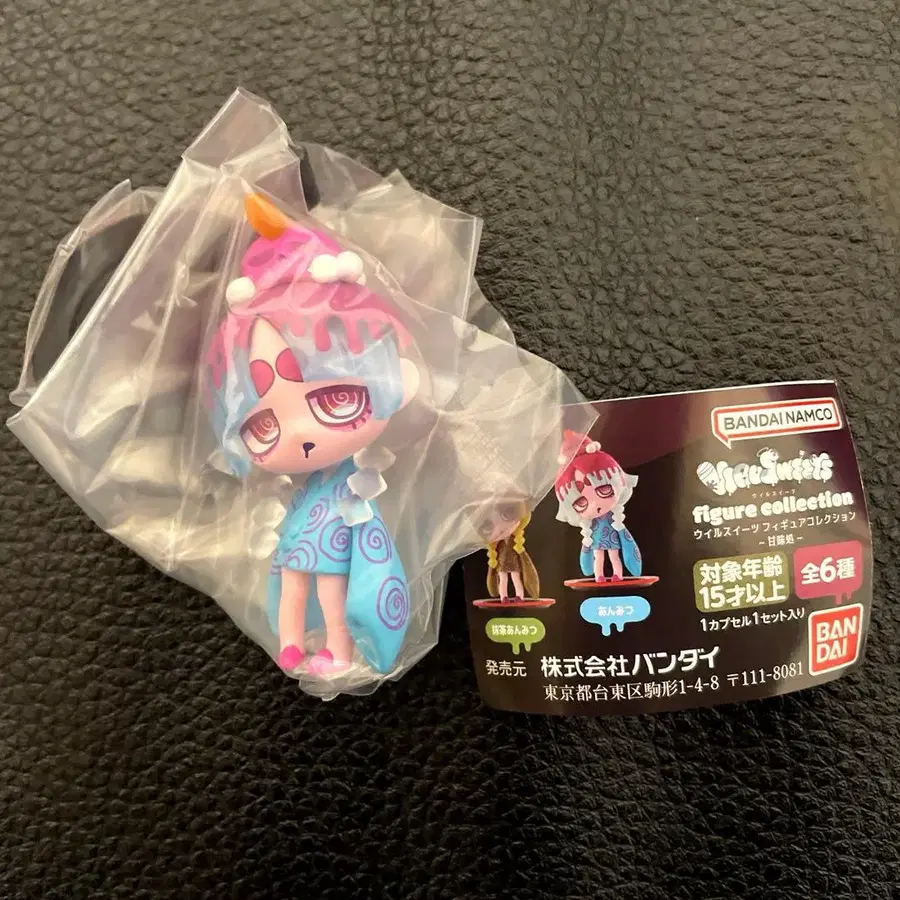 BANDAI NAMCO
VIRUSWEETS
ウイルスイーツ
figure collection
ウイルスイーツ フィギュアコレクション
~甘味処~
対象年齢
15才以上
全6種
1カプセル1セット入り
抹茶あんみつ
あんみつ
BAN
DAI
発売元 株式会社バンダイ
東京都台東区駒形1-4-8 〒111-8081